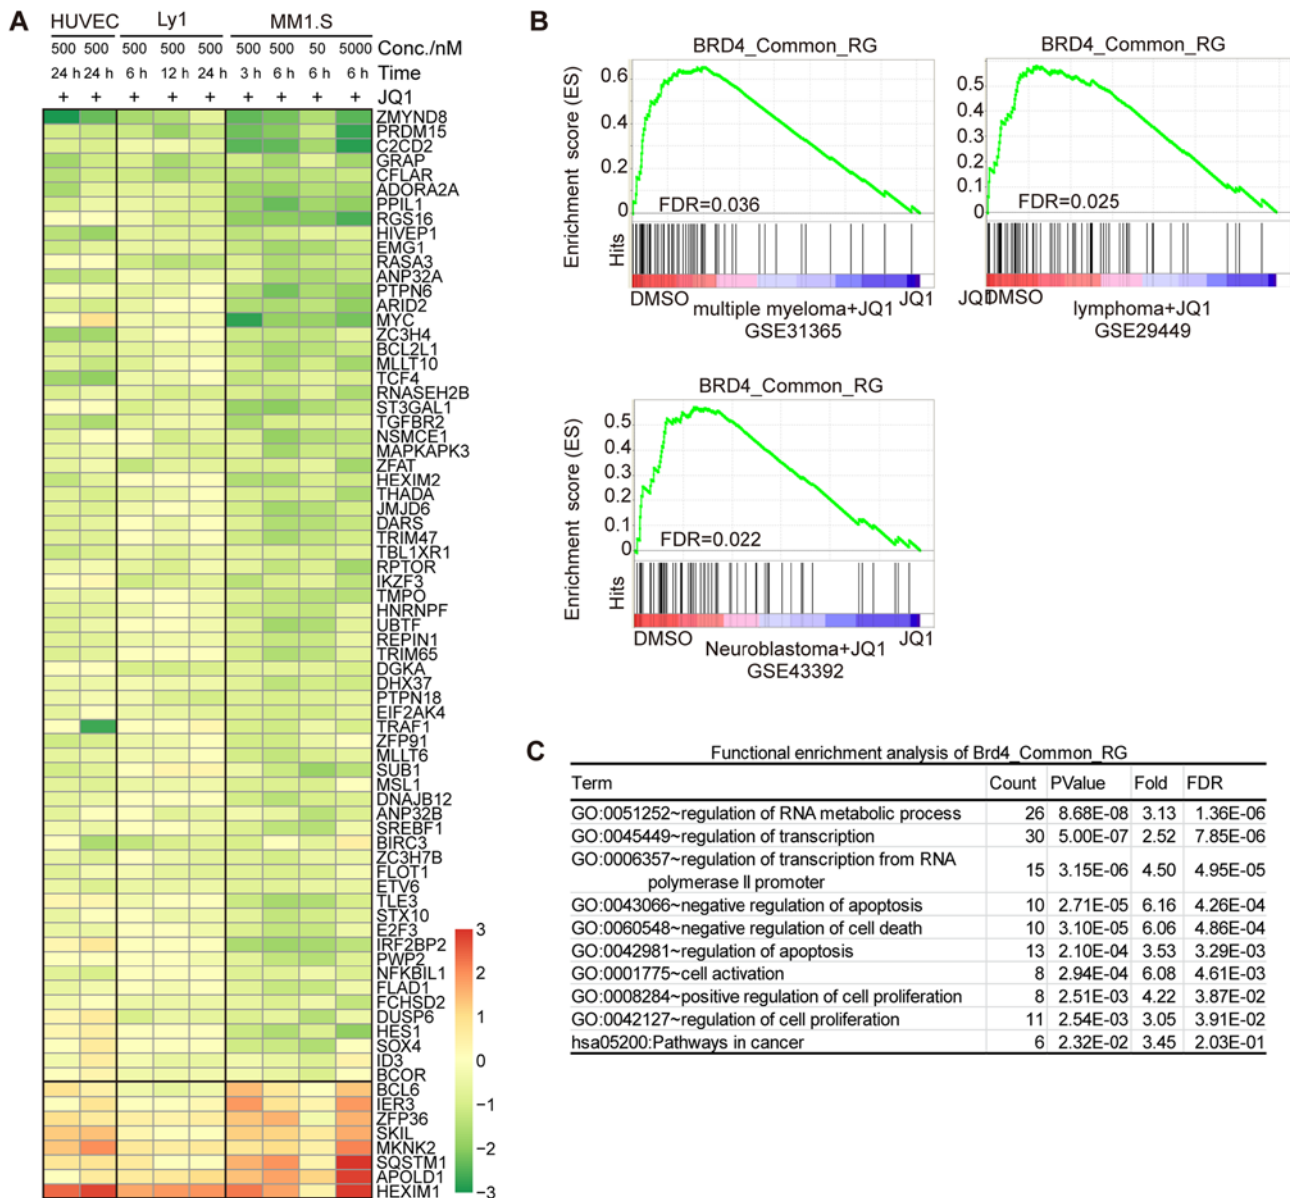 A
HUVEC Ly1 MM1.S
500 500 500 500 500 500 500 50 5000 Conc./nM
24 h 24 h 6 h 12 h 24 h 3 h 6 h 6 h 6 h Time
+ + + + + + + + + JQ1
ZMYND8
PRDM15
C2CD2
GRAP
CFLAR
ADORA2A
PPIL1
RGS16
HIVEP1
EMG1
RASA3
ANP32A
PTPN6
ARID2
MYC
ZC3H4
BCL2L1
MLLT10
TCF4
RNASEH2B
ST3GAL1
TGFBR2
NSMCE1
MAPKAPK3
ZFAT
HEXIM2
THADA
JMJD6
DARS
TRIM47
TBL1XR1
RPTOR
IKZF3
TMPO
HNRNPF
UBTF
REPIN1
TRIM65
DGKA
DHX37
PTPN18
EIF2AK4
TRAF1
ZFP91
MLLT6
SUB1
MSL1
DNAJB12
ANP32B
SREBF1
BIRC3
ZC3H7B
FLOT1
ETV6
TLE3
STX10
E2F3
IRF2BP2
PWP2
NFKBIL1
FLAD1
FCHSD2
DUSP6
HES1
SOX4
ID3
BCOR
BCL6
IER3
ZFP36
SKIL
MKNK2
SQSTM1
APOLD1
HEXIM1
3
2
1
0
−1
−2
−3
B
BRD4_Common_RG
Enrichment score (ES)
0.6
0.4
0.2
0
FDR=0.036
Hits
DMSO JQ1
multiple myeloma+JQ1
GSE31365
BRD4_Common_RG
0.5
0.4
0.3
0.2
0.1
0
FDR=0.025
JQ1 DMSO
lymphoma+JQ1
GSE29449
BRD4_Common_RG
Enrichment score (ES)
0.5
0.4
0.3
0.2
0.1
0
FDR=0.022
Hits
DMSO JQ1
Neuroblastoma+JQ1
GSE43392
C
Functional enrichment analysis of Brd4_Common_RG
Term Count PValue Fold FDR
GO:0051252~regulation of RNA metabolic process 26 8.68E-08 3.13 1.36E-06
GO:0045449~regulation of transcription 30 5.00E-07 2.52 7.85E-06
GO:0006357~regulation of transcription from RNA
polymerase II promoter 15 3.15E-06 4.50 4.95E-05
GO:0043066~negative regulation of apoptosis 10 2.71E-05 6.16 4.26E-04
GO:0060548~negative regulation of cell death 10 3.10E-05 6.06 4.86E-04
GO:0042981~regulation of apoptosis 13 2.10E-04 3.53 3.29E-03
GO:0001775~cell activation 8 2.94E-04 6.08 4.61E-03
GO:0008284~positive regulation of cell proliferation 8 2.51E-03 4.22 3.87E-02
GO:0042127~regulation of cell proliferation 11 2.54E-03 3.05 3.91E-02
hsa05200:Pathways in cancer 6 2.32E-02 3.45 2.03E-01